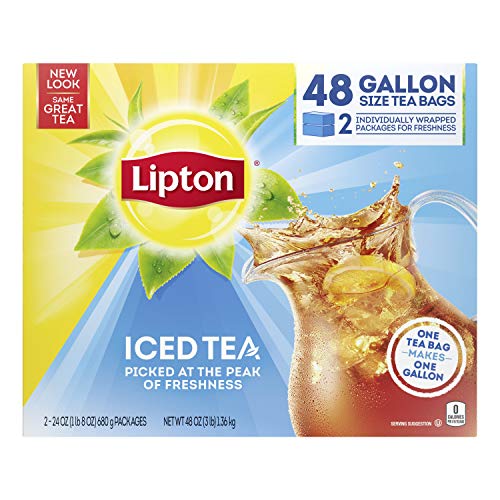 NEW
LOOK
SAME
GREAT
TEA
48 GALLON
SIZE TEA BAGS
2 INDIVIDUALLY WRAPPED
PACKAGES FOR FRESHNESS
Lipton®
ICED TEA
PICKED AT THE PEAK
OF FRESHNESS
ONE
TEA BAG
MAKES
ONE
GALLON
2-24 OZ (1 lb 8 OZ) 680 g PACKAGES
NET WT 48 OZ (3 lb) 1.36 kg
SERVING SUGGESTION
U
0
CALORIES